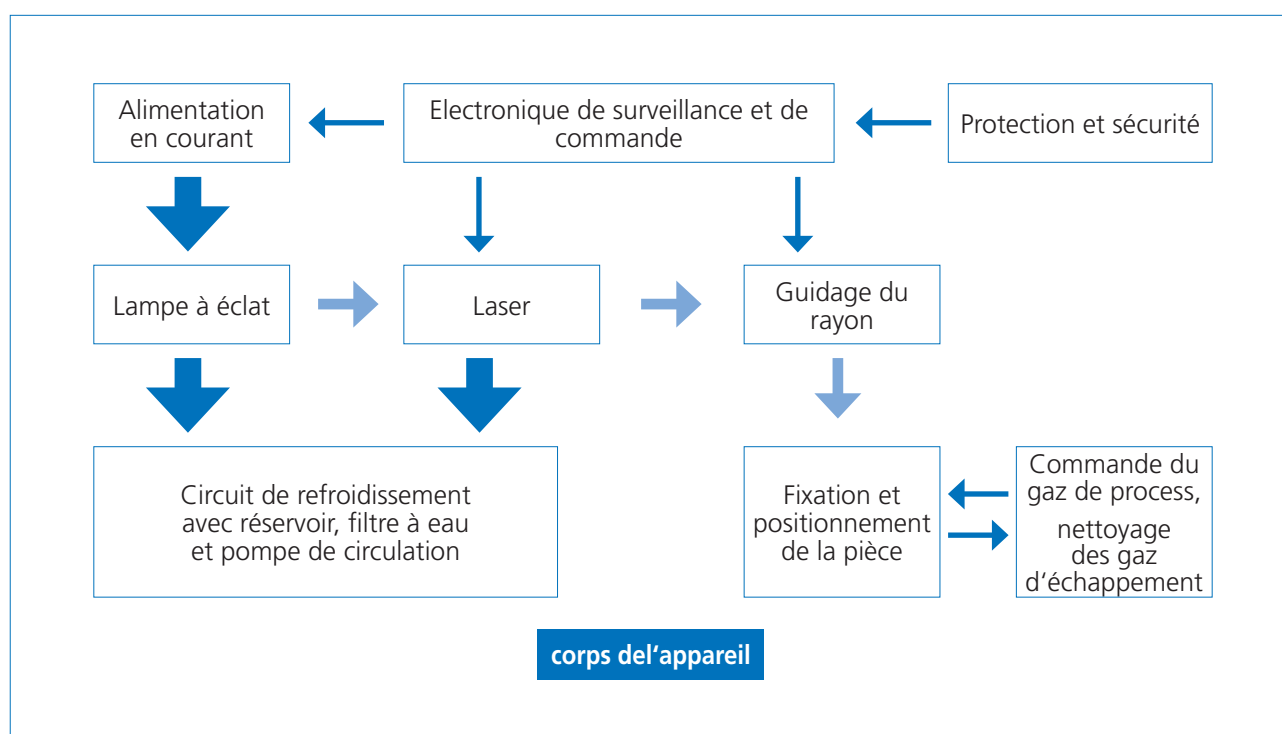 Alimentation
en courant
Electronique de surveillance et de
commande
Protection et sécurité
Lampe à éclat
Laser
Guidage du
rayon
Circuit de refroidissement
avec réservoir, filtre à eau
et pompe de circulation
Fixation et
positionnement
de la pièce
Commande du
gaz de process,
nettoyage
des gaz
d‘échappement
corps del‘appareil